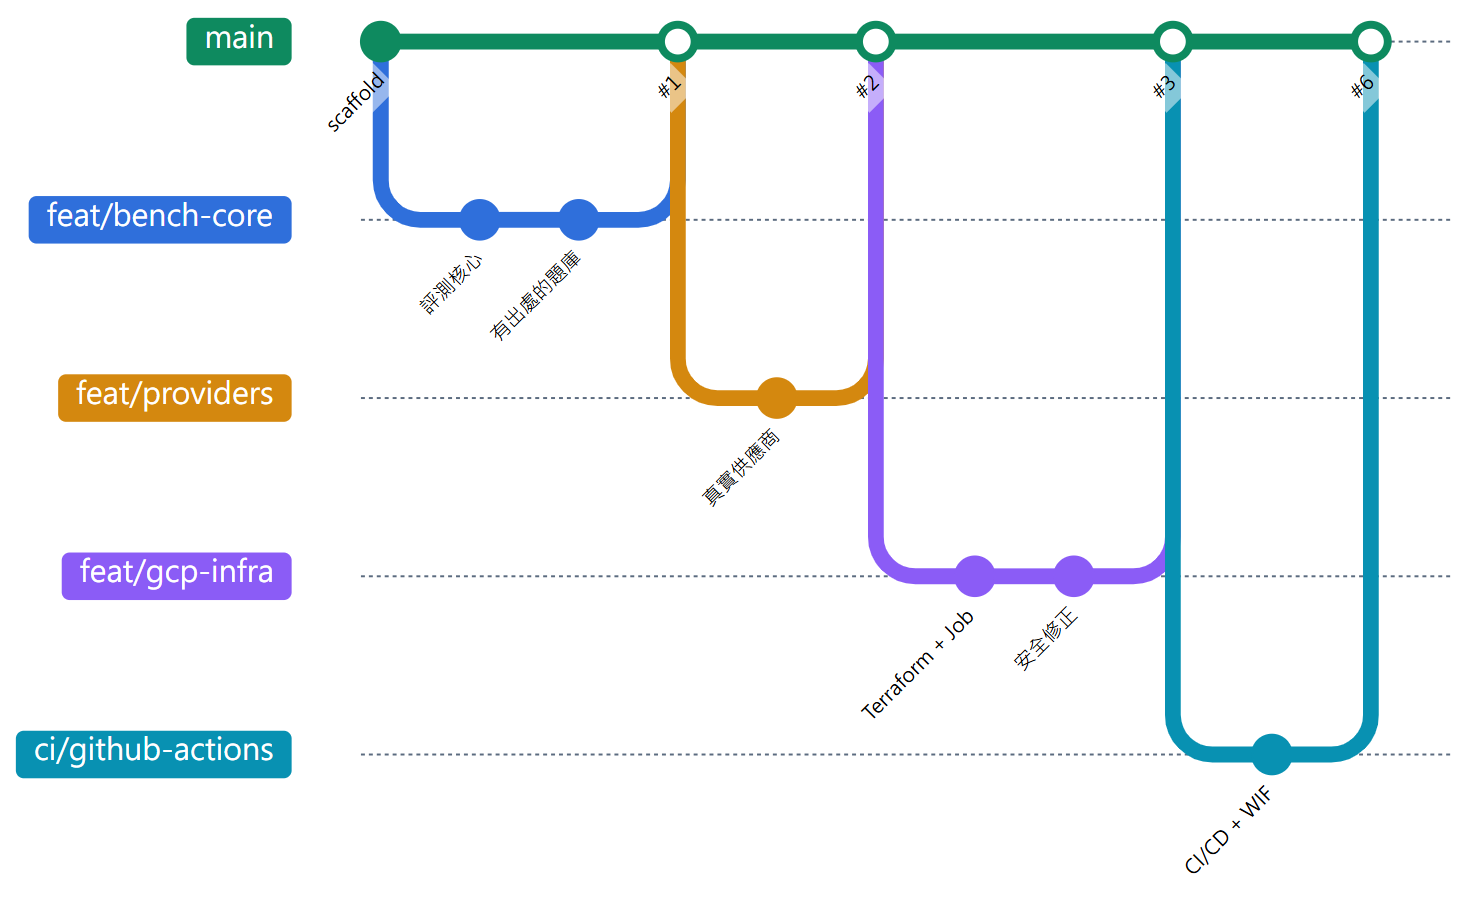 main
scaffold
#1
#2
#3
#6
feat/bench-core
評測核心
有出處的題庫
feat/providers
真實供應商
feat/gcp-infra
Terraform + Job
安全修正
ci/github-actions
CI/CD + WIF